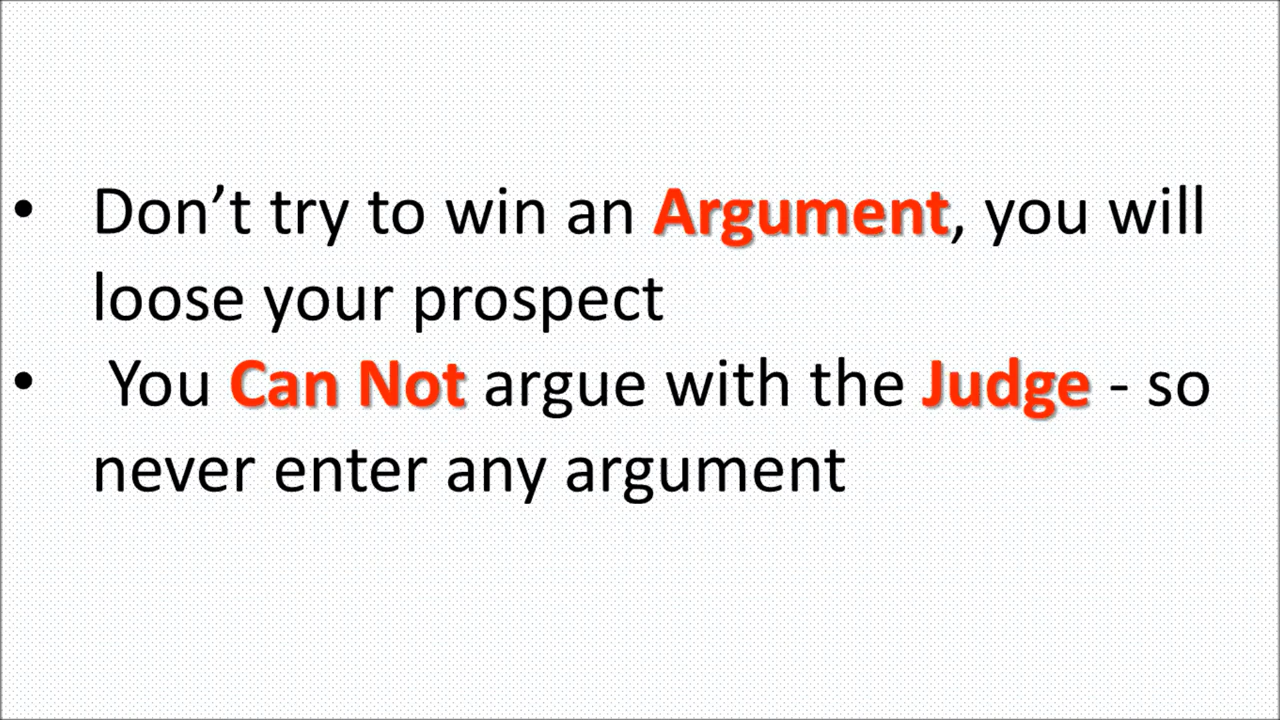 • Don’t try to win an Argument, you will
loose your prospect
• You Can Not argue with the Judge - so
never enter any argument